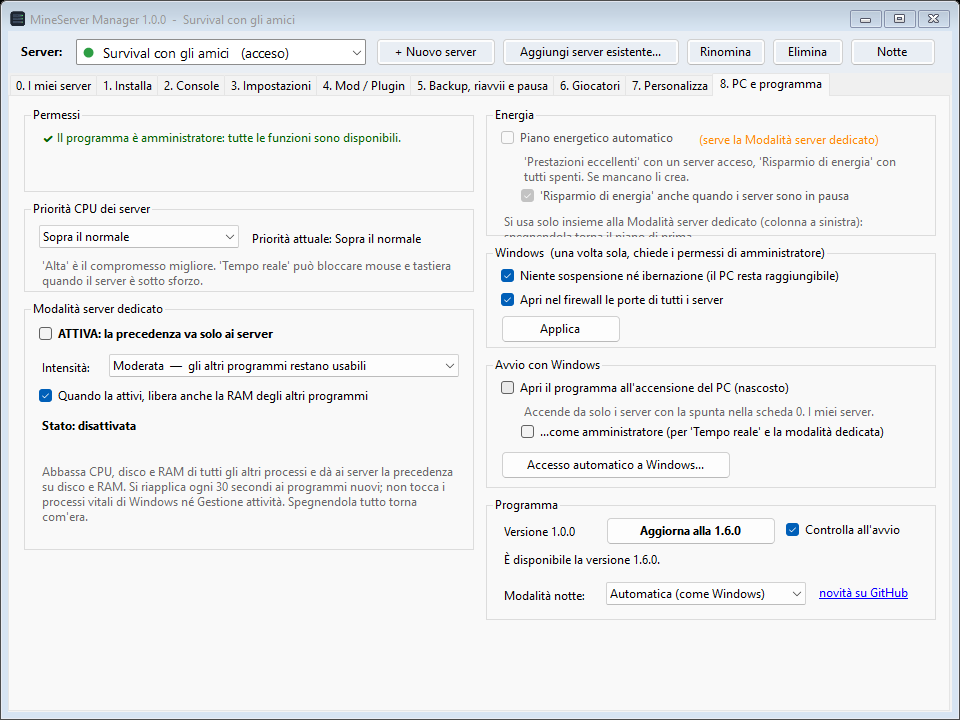 MineServer Manager 1.0.0 - Survival con gli amici
Server:
Survival con gli amici (acceso)
+ Nuovo server
Aggiungi server esistente...
Rinomina
Elimina
Notte
0. I miei server
1. Installa
2. Console
3. Impostazioni
4. Mod / Plugin
5. Backup, riavvii e pausa
6. Giocatori
7. Personalizza
8. PC e programma
Permessi
✔ Il programma è amministratore: tutte le funzioni sono disponibili.
Priorità CPU dei server
Sopra il normale
Priorità attuale: Sopra il normale
'Alta' è il compromesso migliore. 'Tempo reale' può bloccare mouse e tastiera
quando il server è sotto sforzo.
Modalità server dedicato
ATTIVA: la precedenza va solo ai server
Intensità:
Moderata — gli altri programmi restano usabili
Quando la attivi, libera anche la RAM degli altri programmi
Stato: disattivata
Abbassa CPU, disco e RAM di tutti gli altri processi e dà ai server la precedenza
su disco e RAM. Si riapplica ogni 30 secondi ai programmi nuovi; non tocca i
processi vitali di Windows né Gestione attività. Spegnendola tutto torna
com'era.
Energia
Piano energetico automatico
(serve la Modalità server dedicato)
'Prestazioni eccellenti' con un server acceso, 'Risparmio di energia' con
tutti spenti. Se mancano li crea.
'Risparmio di energia' anche quando i server sono in pausa
Si usa solo insieme alla Modalità server dedicato (colonna a sinistra):
spegnendola torna il piano di prima.
Windows (una volta sola, chiede i permessi di amministratore)
Niente sospensione né ibernazione (il PC resta raggiungibile)
Apri nel firewall le porte di tutti i server
Applica
Avvio con Windows
Apri il programma all'accensione del PC (nascosto)
Accende da solo i server con la spunta nella scheda 0. I miei server.
...come amministratore (per 'Tempo reale' e la modalità dedicata)
Accesso automatico a Windows...
Programma
Versione 1.0.0
Aggiorna alla 1.6.0
Controlla all'avvio
È disponibile la versione 1.6.0.
Modalità notte:
Automatica (come Windows)
novità su GitHub